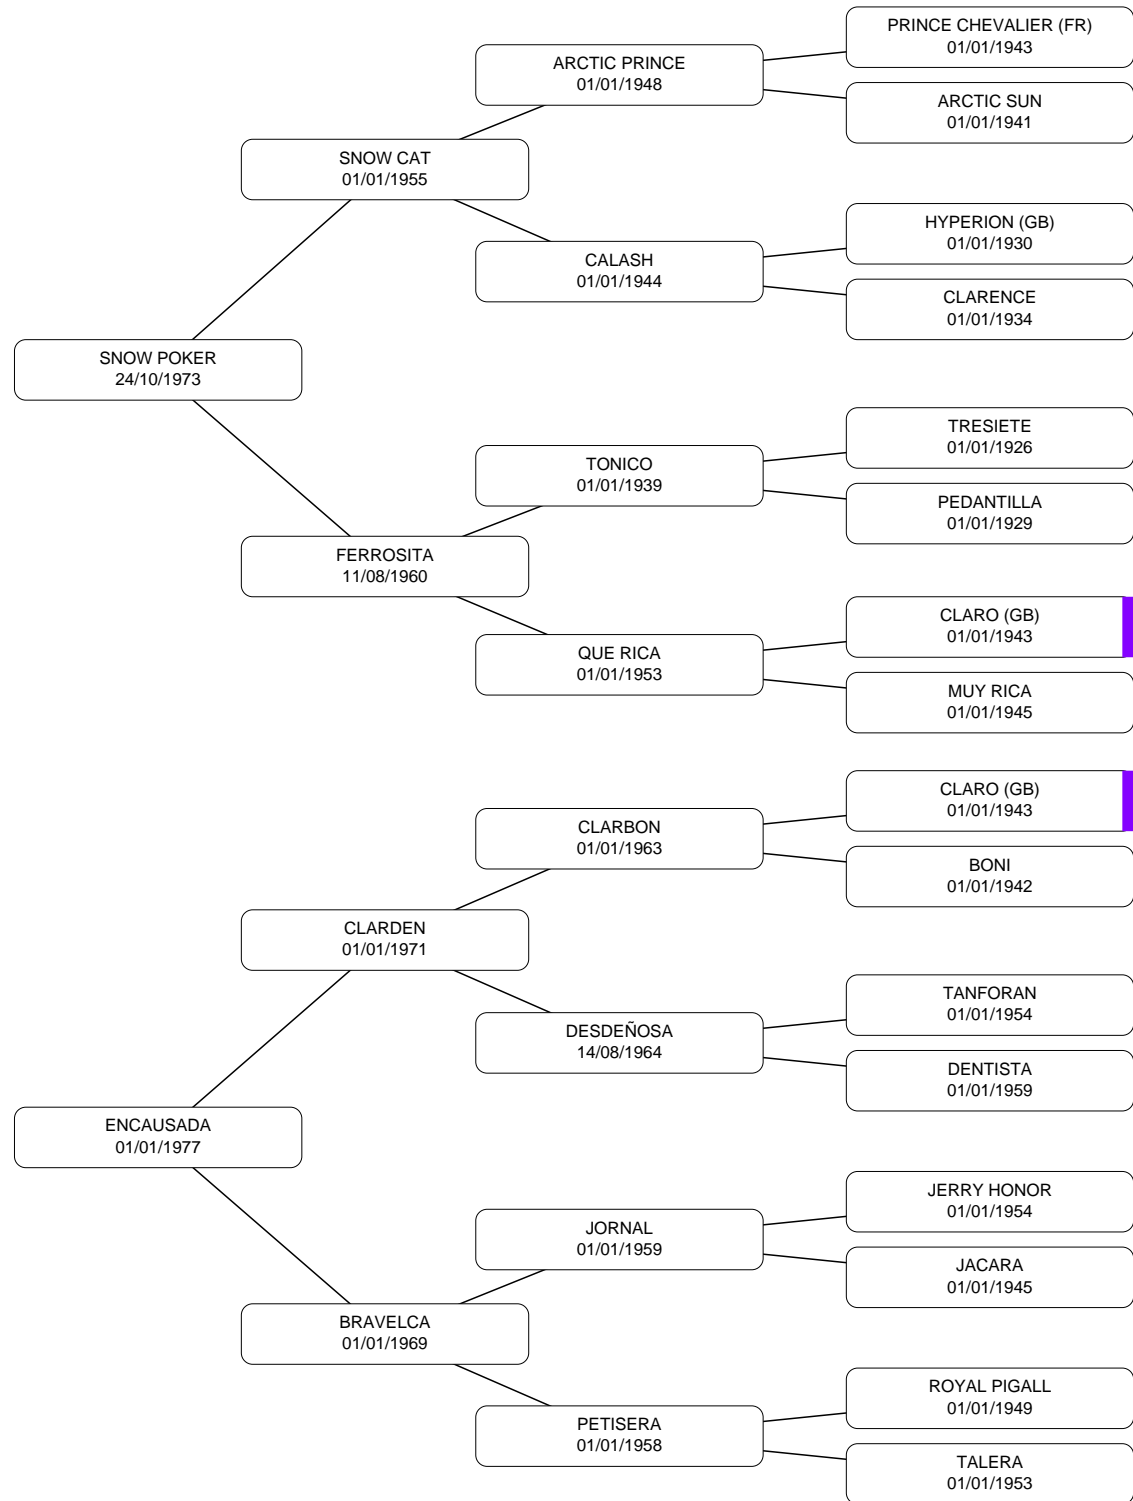 PRINCE CHEVALIER (FR)
01/01/1943
ARCTIC PRINCE
01/01/1948
ARCTIC SUN
01/01/1941
SNOW CAT
01/01/1955
HYPERION (GB)
01/01/1930
CALASH
01/01/1944
CLARENCE
01/01/1934
SNOW POKER
24/10/1973
TRESIETE
01/01/1926
TONICO
01/01/1939
PEDANTILLA
01/01/1929
FERROSITA
11/08/1960
CLARO (GB)
01/01/1943
QUE RICA
01/01/1953
MUY RICA
01/01/1945
CLARO (GB)
01/01/1943
CLARBON
01/01/1963
BONI
01/01/1942
CLARDEN
01/01/1971
TANFORAN
01/01/1954
DESDEÑOSA
14/08/1964
DENTISTA
01/01/1959
ENCAUSADA
01/01/1977
JERRY HONOR
01/01/1954
JORNAL
01/01/1959
JACARA
01/01/1945
BRAVELCA
01/01/1969
ROYAL PIGALL
01/01/1949
PETISERA
01/01/1958
TALERA
01/01/1953